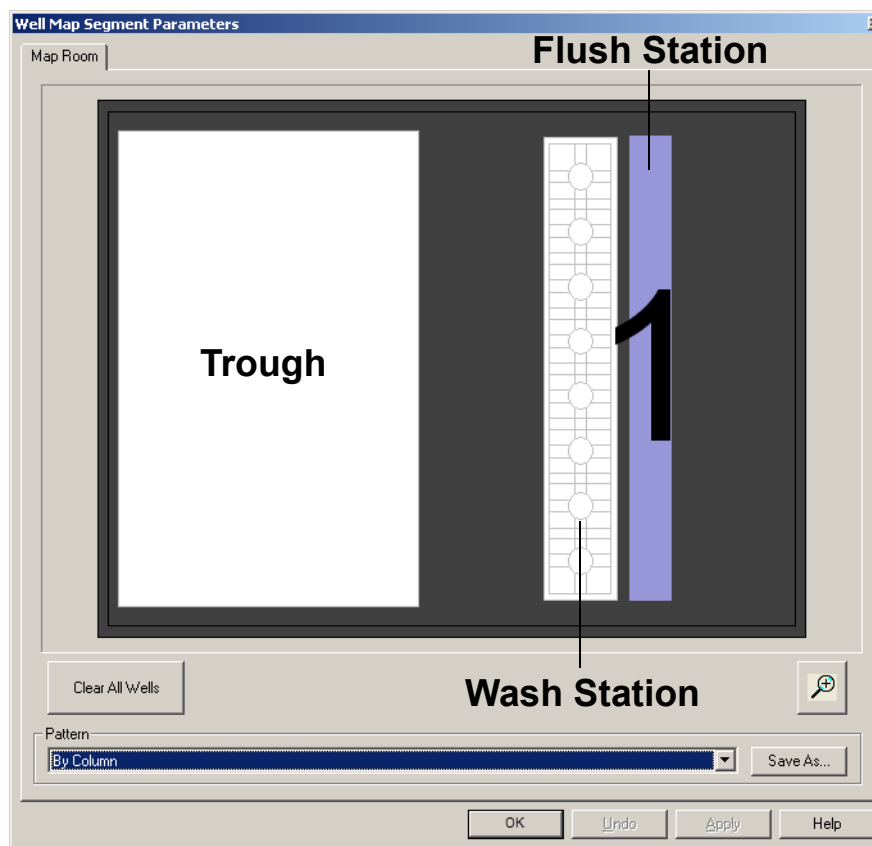 Well Map Segment Parameters
Map Room
Flush Station
1
Trough
Wash Station
Clear All Wells
Pattern
By Column
Save As...
OK
Undo
Apply
Help